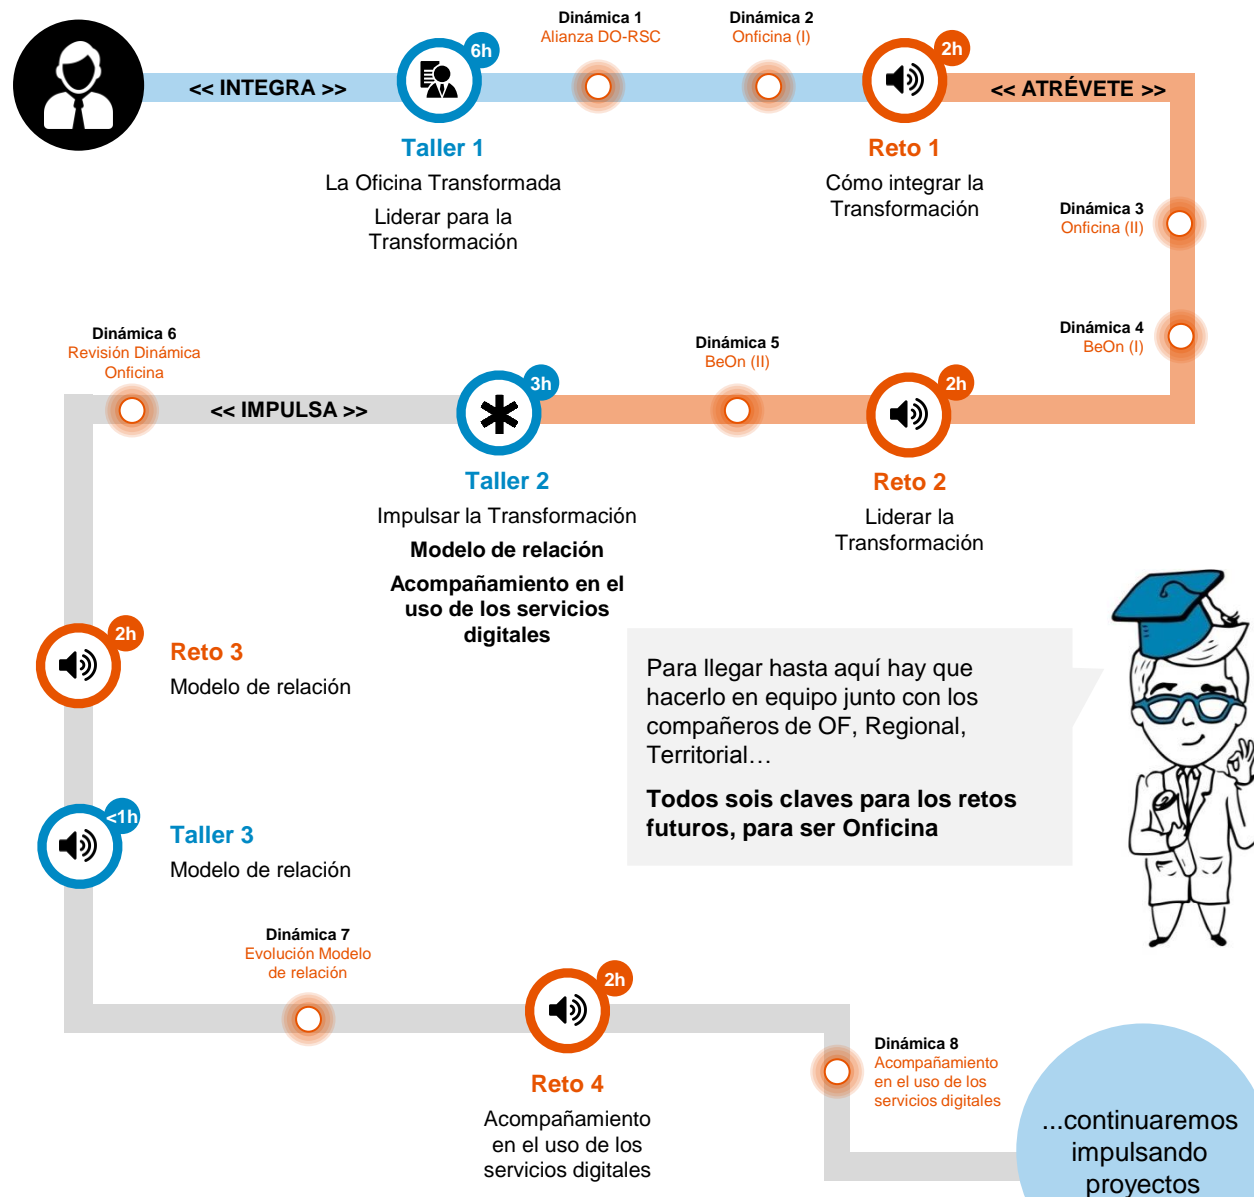 << INTEGRA >>
6h
Taller 1
La Oficina Transformada
Liderar para la
Transformación
Dinámica 1
Alianza DO-RSC
Dinámica 2
Onficina (I)
2h
Reto 1
Cómo integrar la
Transformación
<< ATRÉVETE >>
Dinámica 3
Onficina (II)
Dinámica 4
BeOn (I)
2h
Reto 2
Liderar la
Transformación
Dinámica 5
BeOn (II)
3h
Taller 2
Impulsar la Transformación
Modelo de relación
Acompañamiento en el
uso de los servicios
digitales
<< IMPULSA >>
Dinámica 6
Revisión Dinámica
Onficina
2h
Reto 3
Modelo de relación
<1h
Taller 3
Modelo de relación
Para llegar hasta aquí hay que
hacerlo en equipo junto con los
compañeros de OF, Regional,
Territorial…
Todos sois claves para los retos
futuros, para ser Onficina
Dinámica 7
Evolución Modelo
de relación
2h
Reto 4
Acompañamiento
en el uso de los
servicios digitales
Dinámica 8
Acompañamiento
en el uso de los
servicios digitales
...continuaremos
impulsando
proyectos